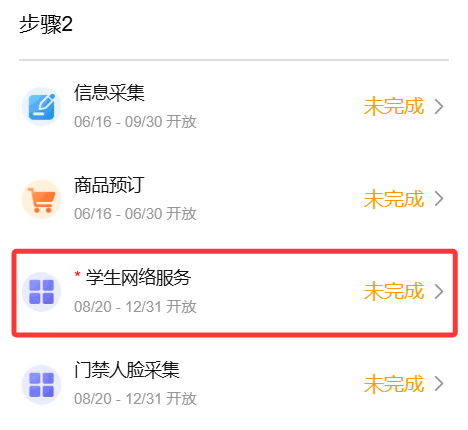 步骤2
信息采集
未完成
06/16 - 09/30 开放
商品预订
未完成
06/16 - 06/30 开放
* 学生网络服务
未完成
08/20 - 12/31 开放
门禁人脸采集
未完成
08/20 - 12/31 开放